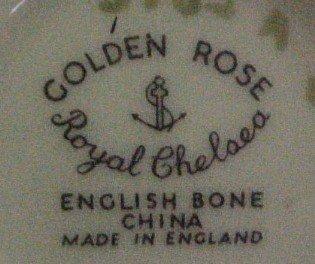 GOLDEN ROSE
Royal Chelsea
ENGLISH BONE
CHINA
MADE IN ENGLAND